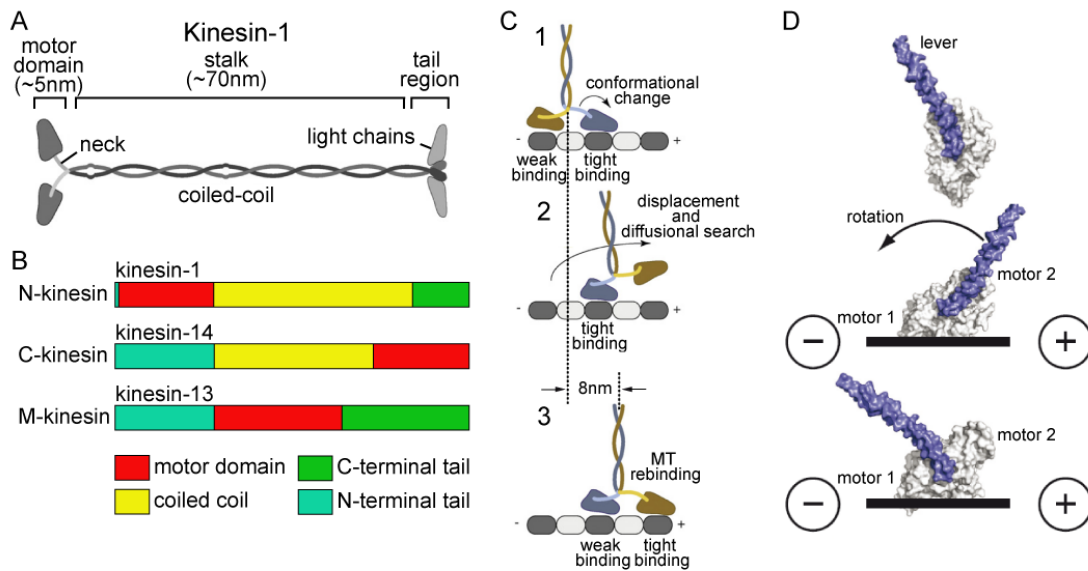 A
Kinesin-1
motor
domain
(~5nm)
stalk
(~70nm)
tail
region
neck
light chains
coiled-coil
B
kinesin-1
N-kinesin
kinesin-14
C-kinesin
kinesin-13
M-kinesin
motor domain
C-terminal tail
coiled coil
N-terminal tail
C
1
conformational
change
- +
weak
binding
tight
binding
2
displacement
and
diffusional search
- +
tight
binding
8nm
3
MT
rebinding
- +
weak
binding
tight
binding
D
lever
rotation
motor 2
motor 1
− +
motor 2
motor 1
− +